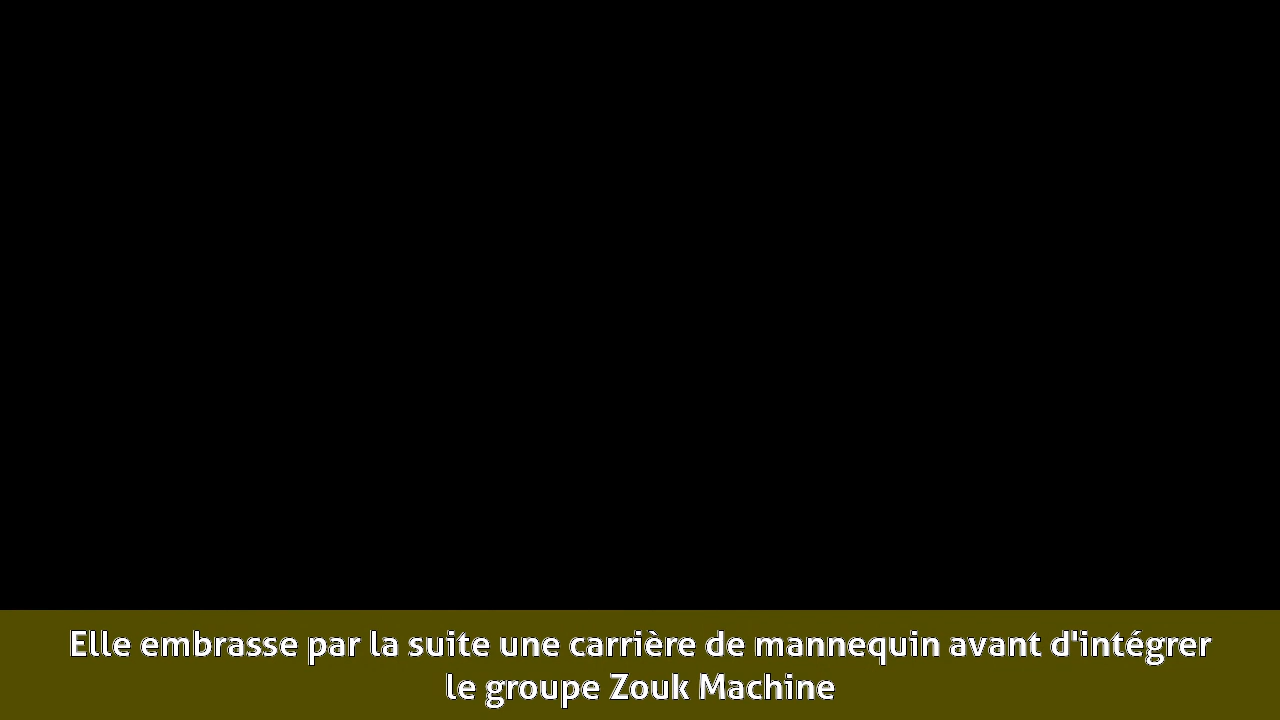 Elle embrasse par la suite une carrière de mannequin avant d'intégrer
le groupe Zouk Machine